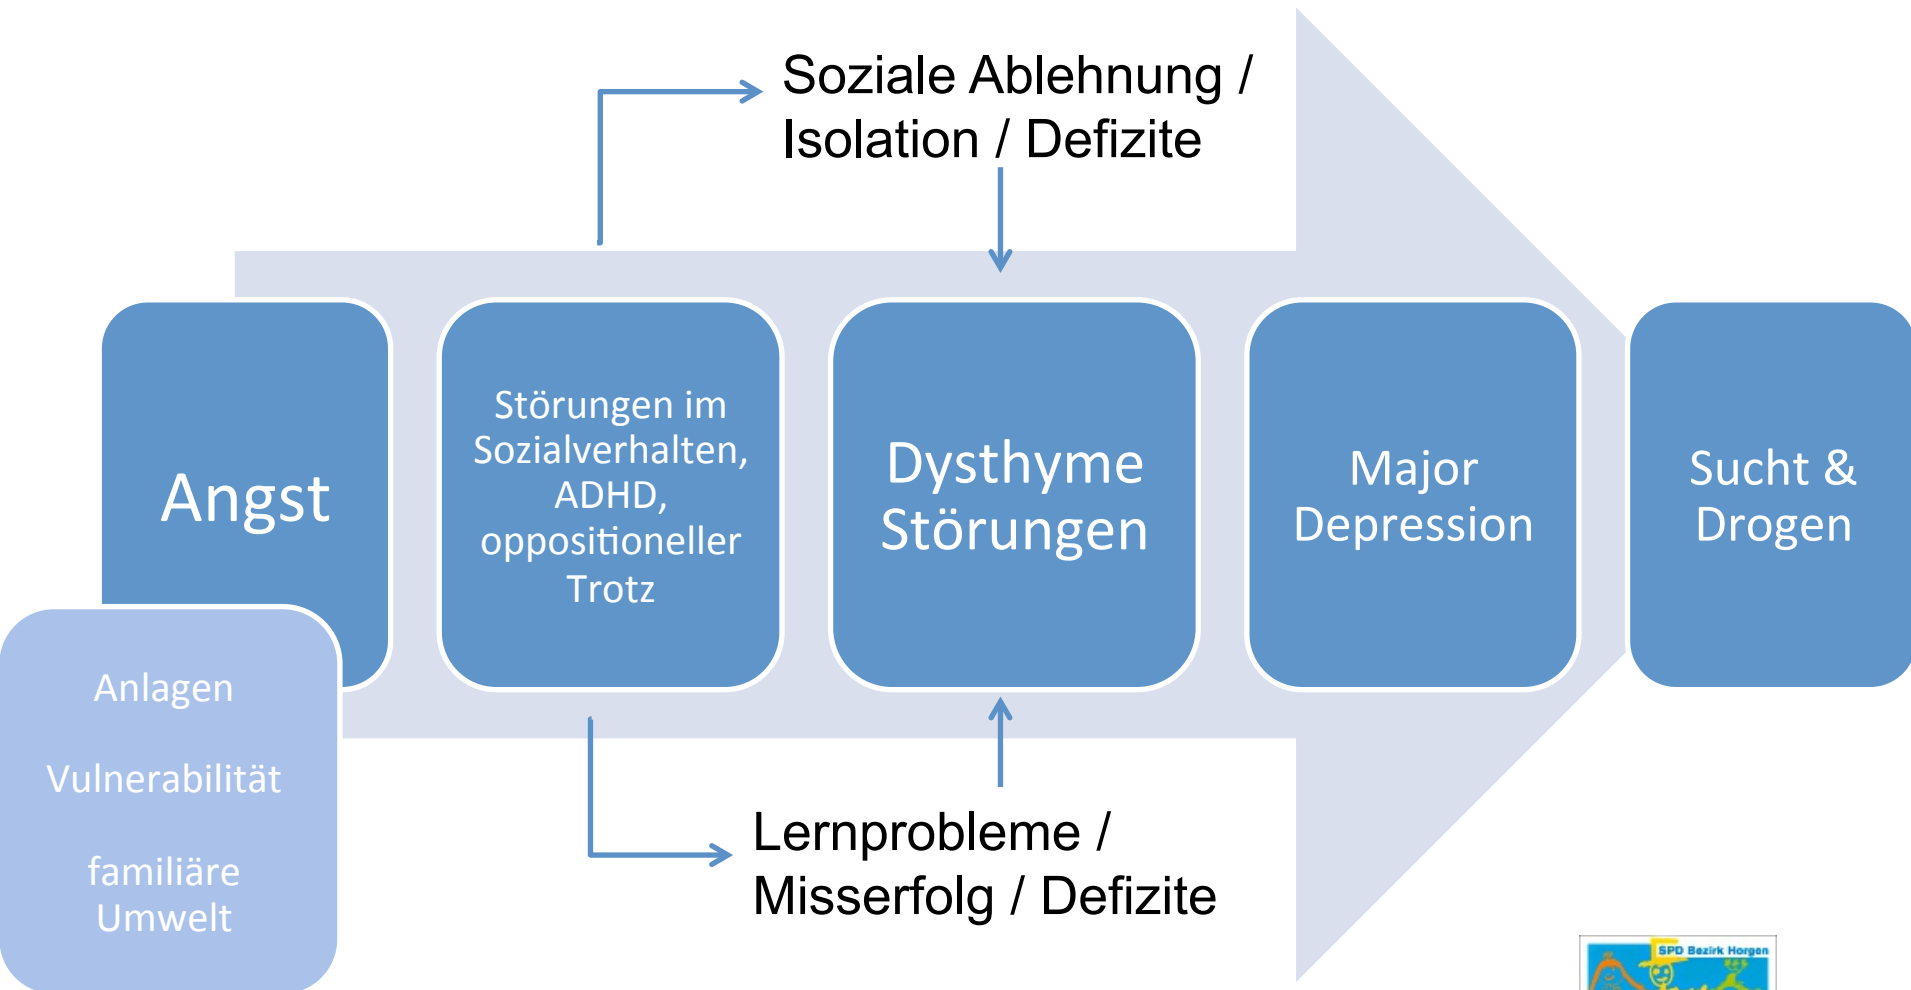 Soziale Ablehnung /
Isolation / Defizite
Angst
Störungen im
Sozialverhalten,
ADHD,
oppositioneller
Trotz
Dysthyme
Störungen
Major
Depression
Sucht &
Drogen
Anlagen
Vulnerabilität
familiäre
Umwelt
Lernprobleme /
Misserfolg / Defizite
SPD Bezirk Horgen